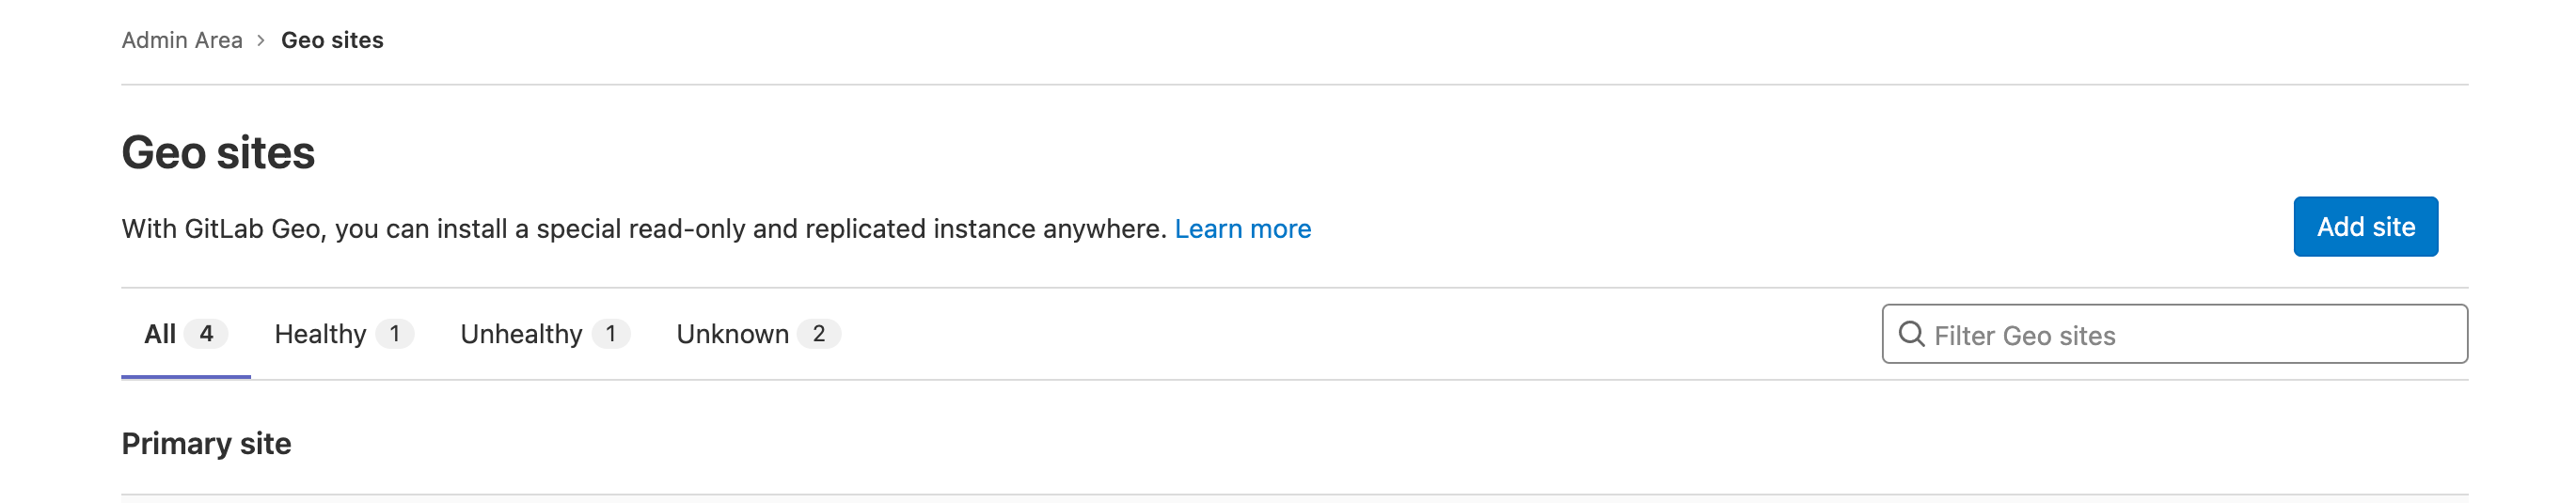 Admin Area > Geo sites
Geo sites
With GitLab Geo, you can install a special read-only and replicated instance anywhere. Learn more
Add site
All 4 Healthy 1 Unhealthy 1 Unknown 2 Filter Geo sites
Primary site